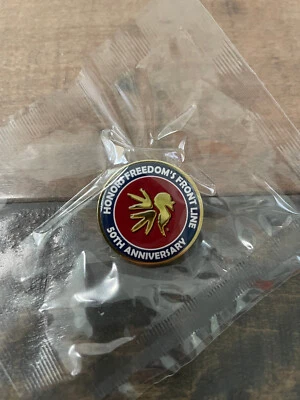 HONOR FREEDOM'S FRONT LINE
50TH ANNIVERSARY